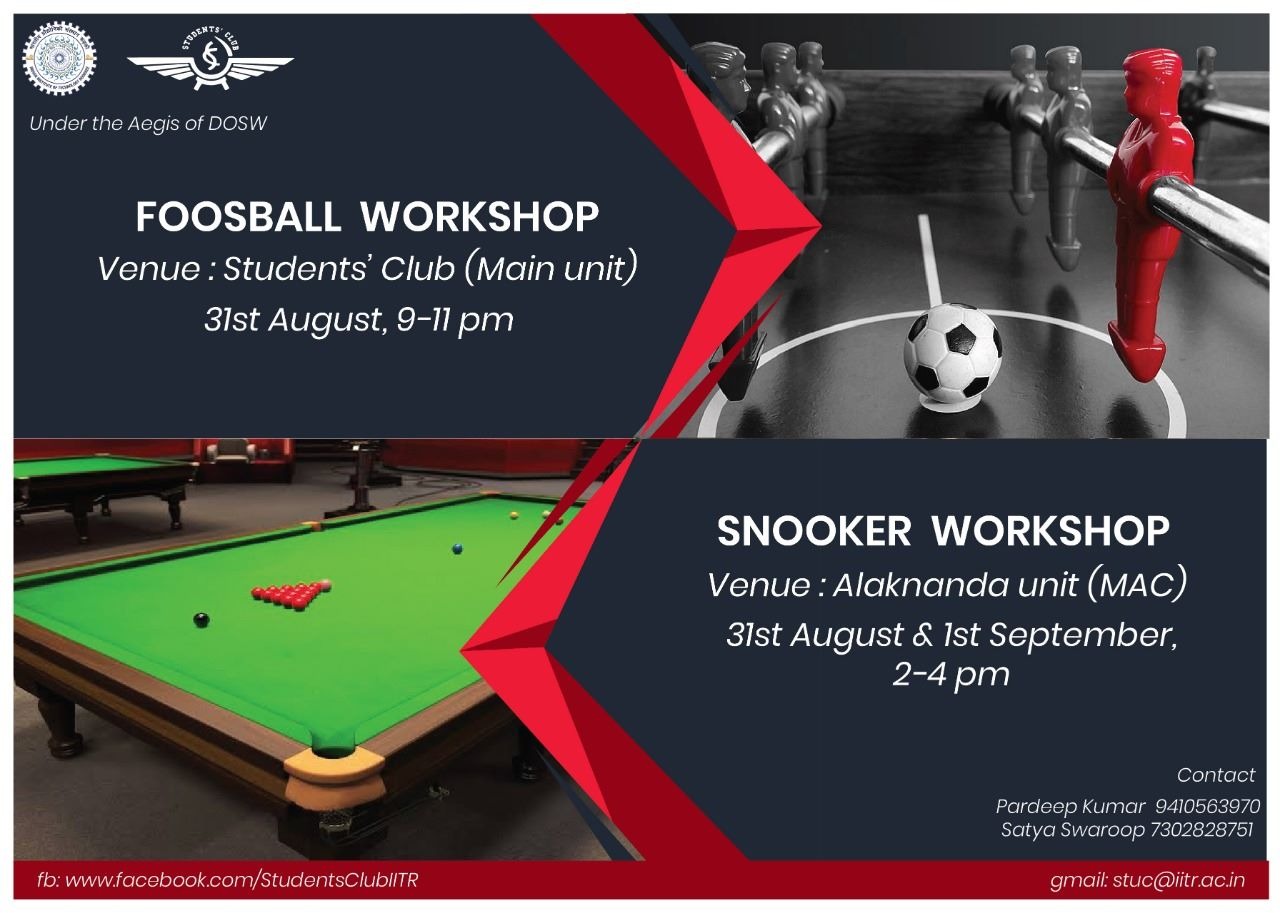 STUDENTS' CLUB
Under the Aegis of DOSW
FOOSBALL WORKSHOP
Venue : Students' Club (Main unit)
31st August, 9-11 pm
SNOOKER WORKSHOP
Venue : Alaknanda unit (MAC)
31st August & 1st September,
2-4 pm
Contact
Pardeep Kumar 9410563970
Satya Swaroop 7302828751
fb: www.facebook.com/StudentsClubIITR
gmail: stuc@iitr.ac.in